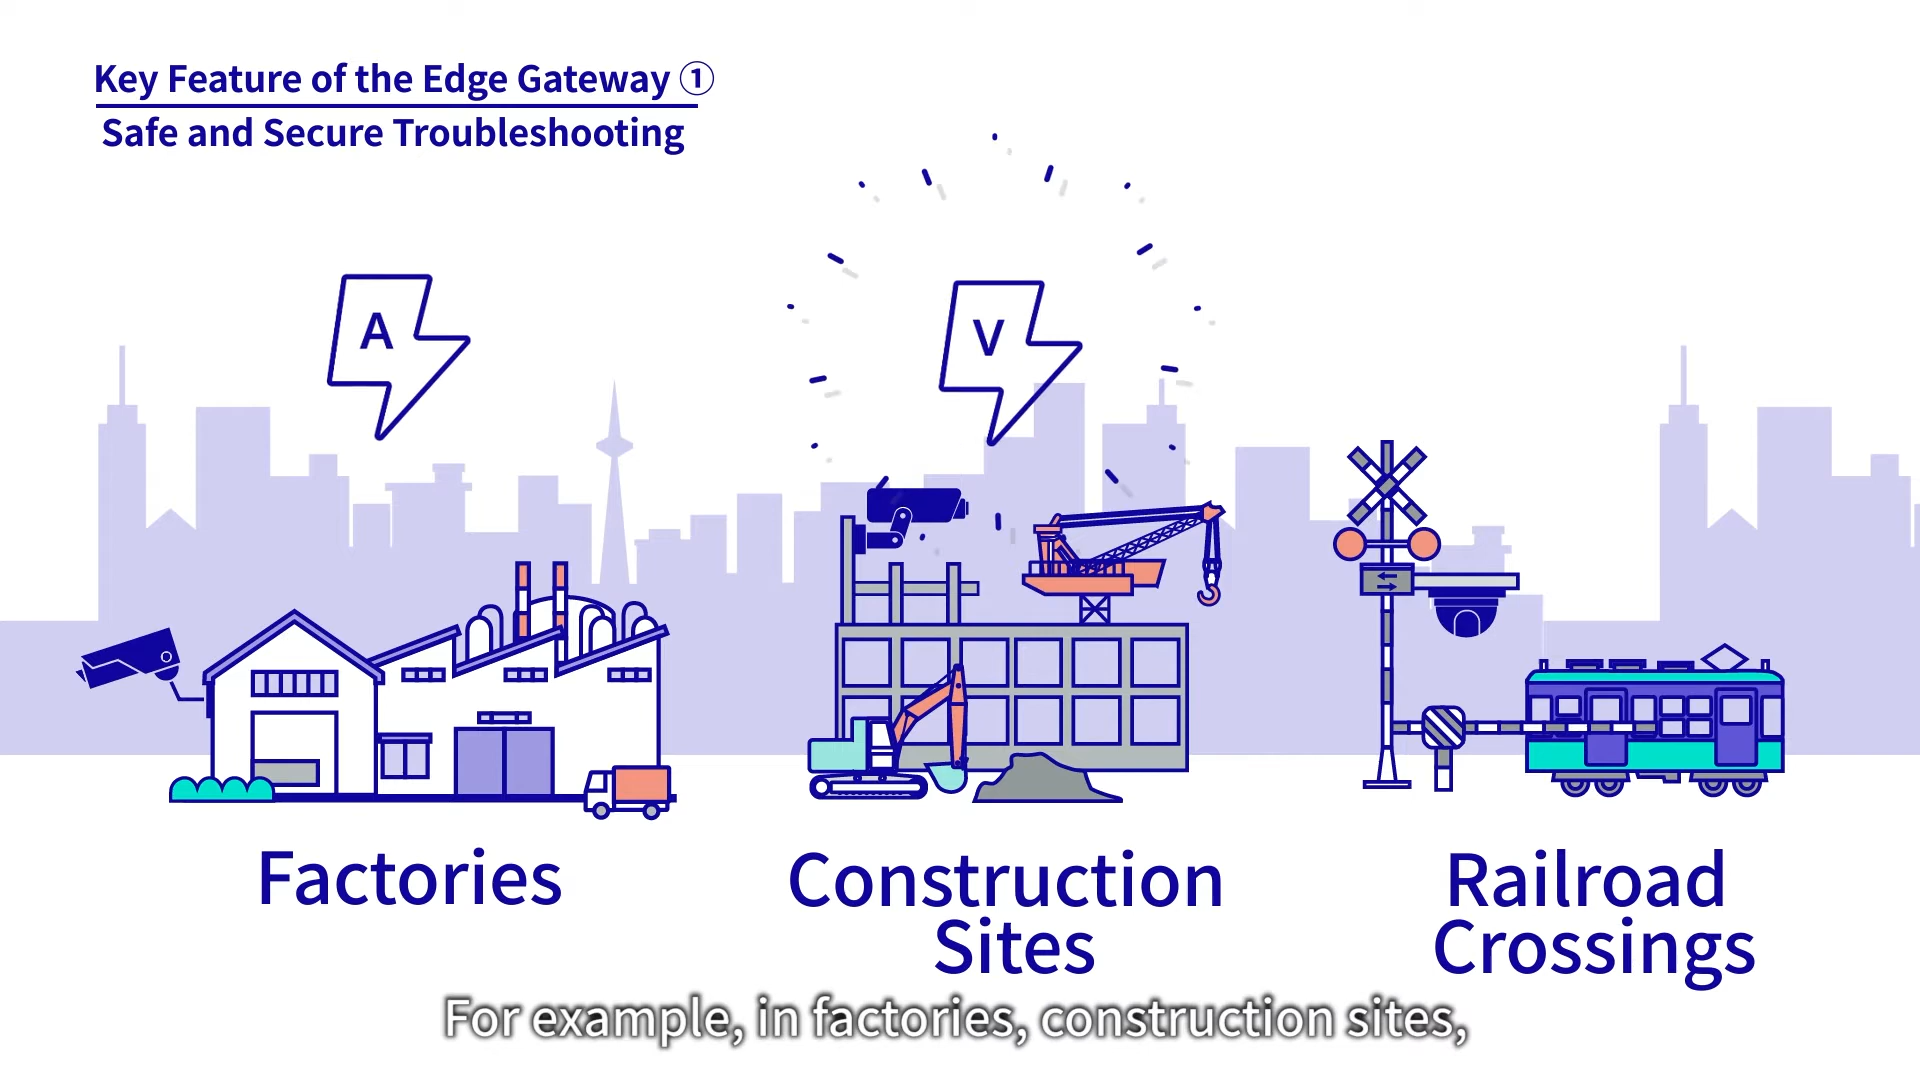 Key Feature of the Edge Gateway ①
Safe and Secure Troubleshooting
A
V
Factories
Construction
Sites
Railroad
Crossings
For example, in factories, construction sites,